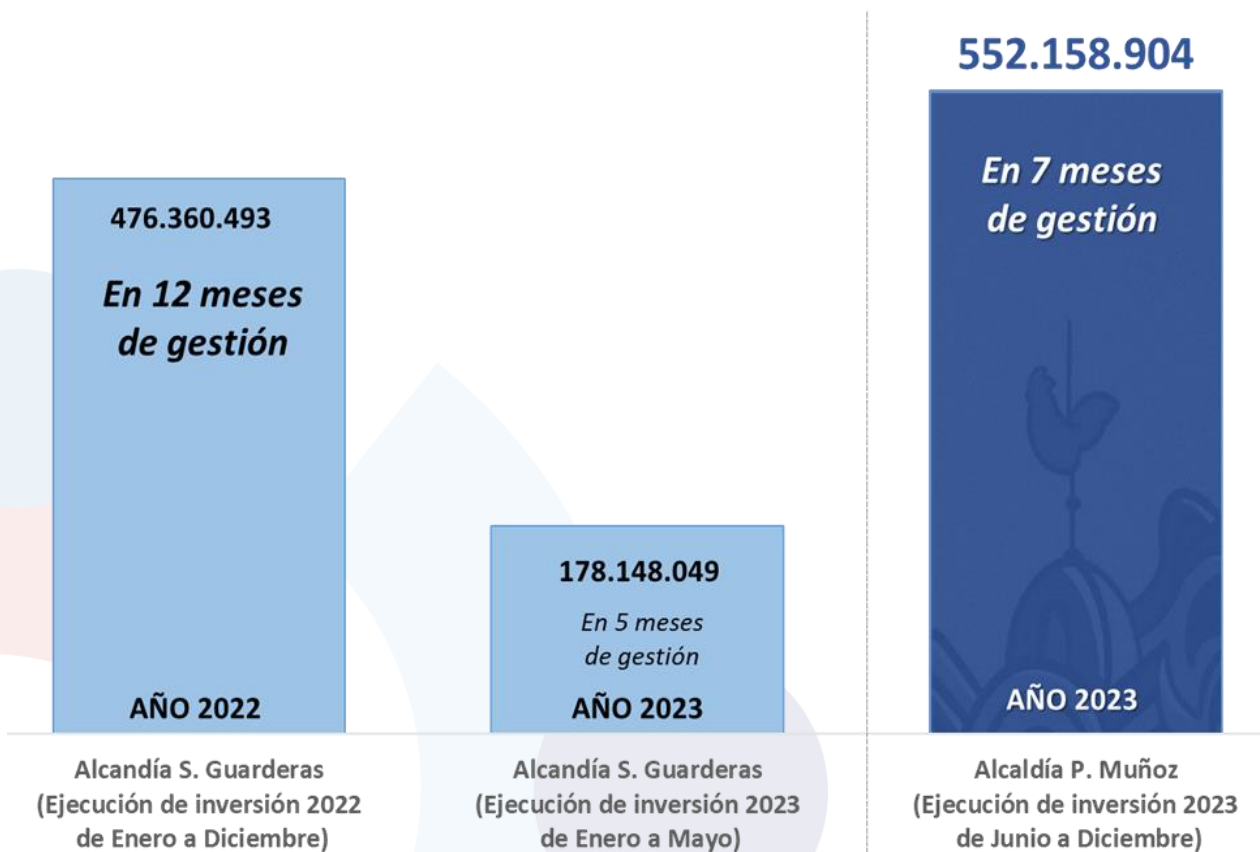 476.360.493
En 12 meses
de gestión
AÑO 2022
Alcandía S. Guarderas
(Ejecución de inversión 2022
de Enero a Diciembre)
178.148.049
En 5 meses
de gestión
AÑO 2023
Alcandía S. Guarderas
(Ejecución de inversión 2023
de Enero a Mayo)
552.158.904
En 7 meses
de gestión
AÑO 2023
Alcaldía P. Muñoz
(Ejecución de inversión 2023
de Junio a Diciembre)